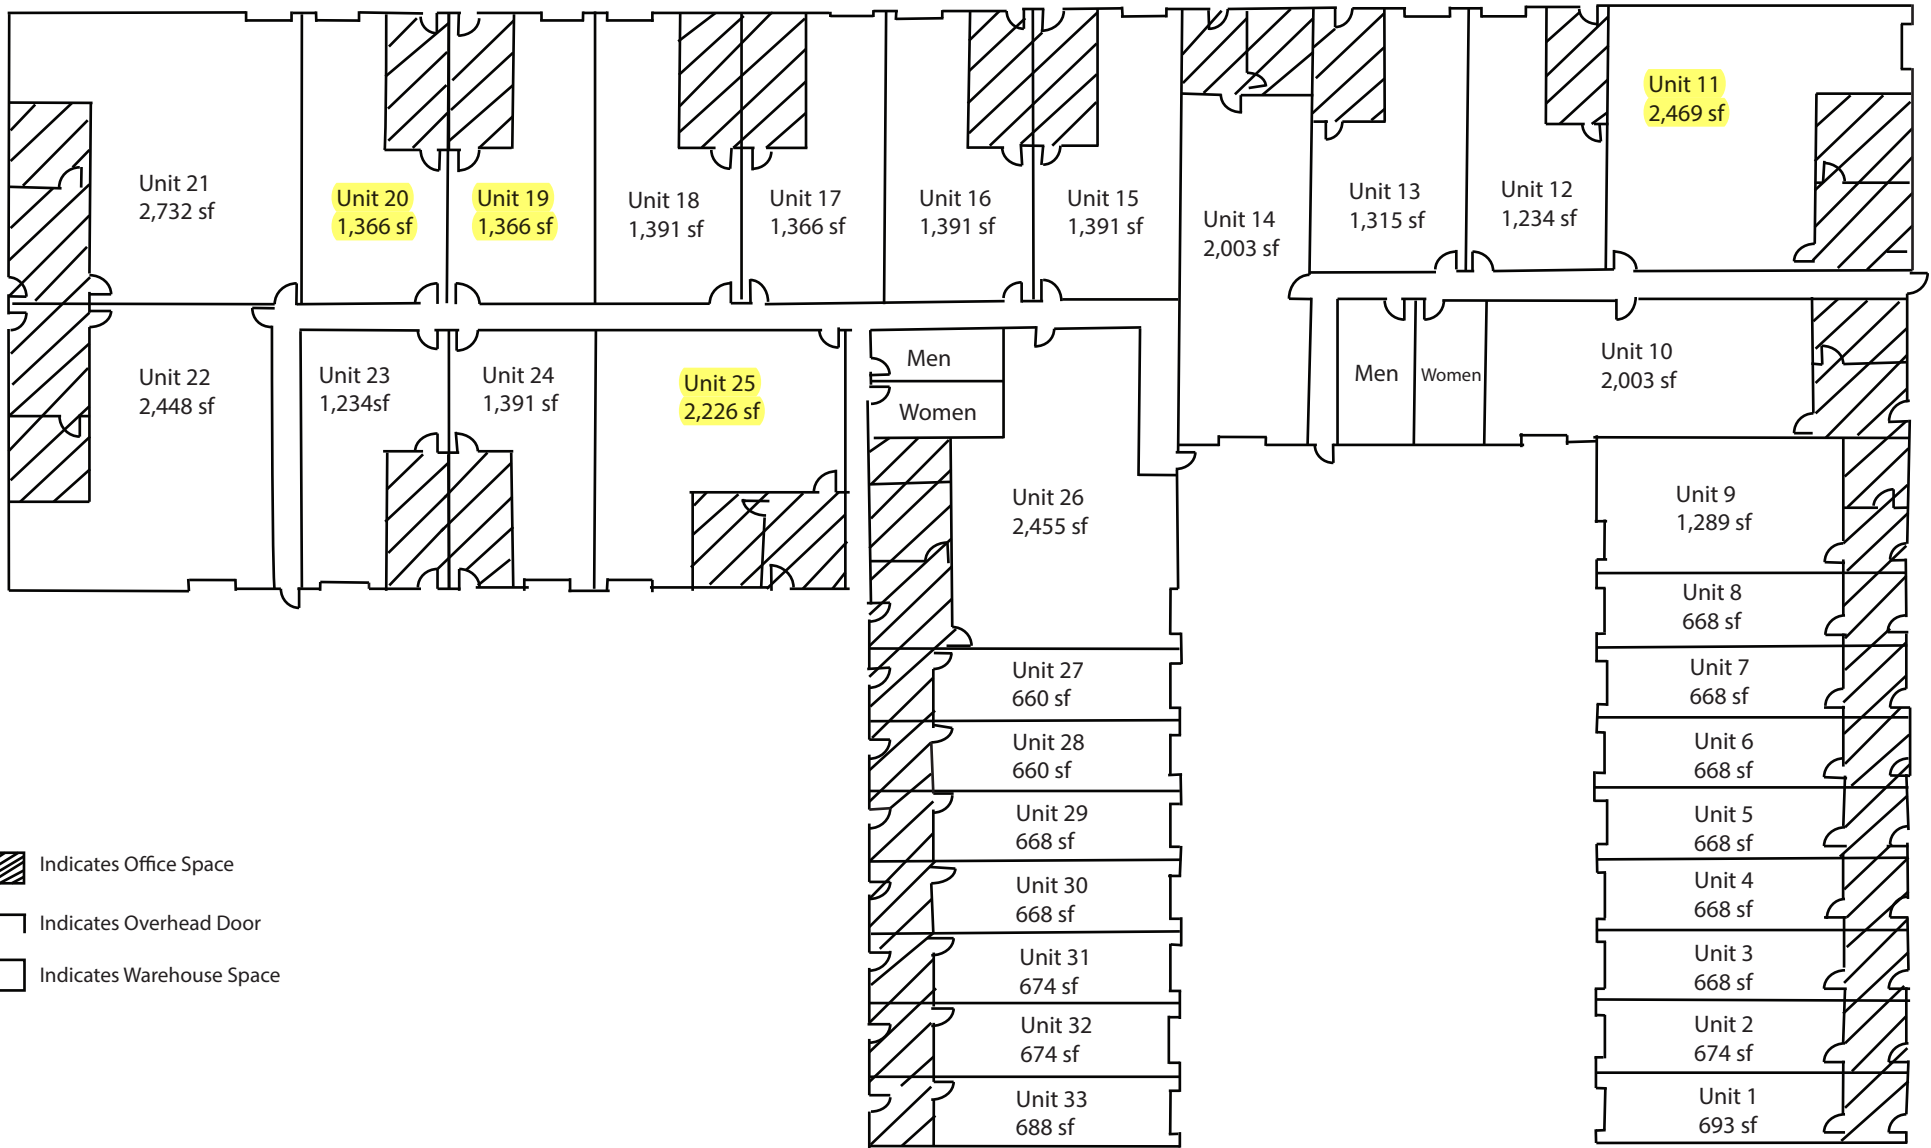 Unit 21
2,732 sf
Unit 20
1,366 sf
Unit 19
1,366 sf
Unit 18
1,391 sf
Unit 17
1,366 sf
Unit 16
1,391 sf
Unit 15
1,391 sf
Unit 14
2,003 sf
Unit 13
1,315 sf
Unit 12
1,234 sf
Unit 11
2,469 sf
Unit 22
2,448 sf
Unit 23
1,234sf
Unit 24
1,391 sf
Unit 25
2,226 sf
Men
Women
Unit 26
2,455 sf
Men
Women
Unit 10
2,003 sf
Unit 9
1,289 sf
Unit 8
668 sf
Unit 7
668 sf
Unit 6
668 sf
Unit 5
668 sf
Unit 4
668 sf
Unit 3
668 sf
Unit 2
674 sf
Unit 1
693 sf
Unit 27
660 sf
Unit 28
660 sf
Unit 29
668 sf
Unit 30
668 sf
Unit 31
674 sf
Unit 32
674 sf
Unit 33
688 sf
Indicates Office Space
Indicates Overhead Door
Indicates Warehouse Space